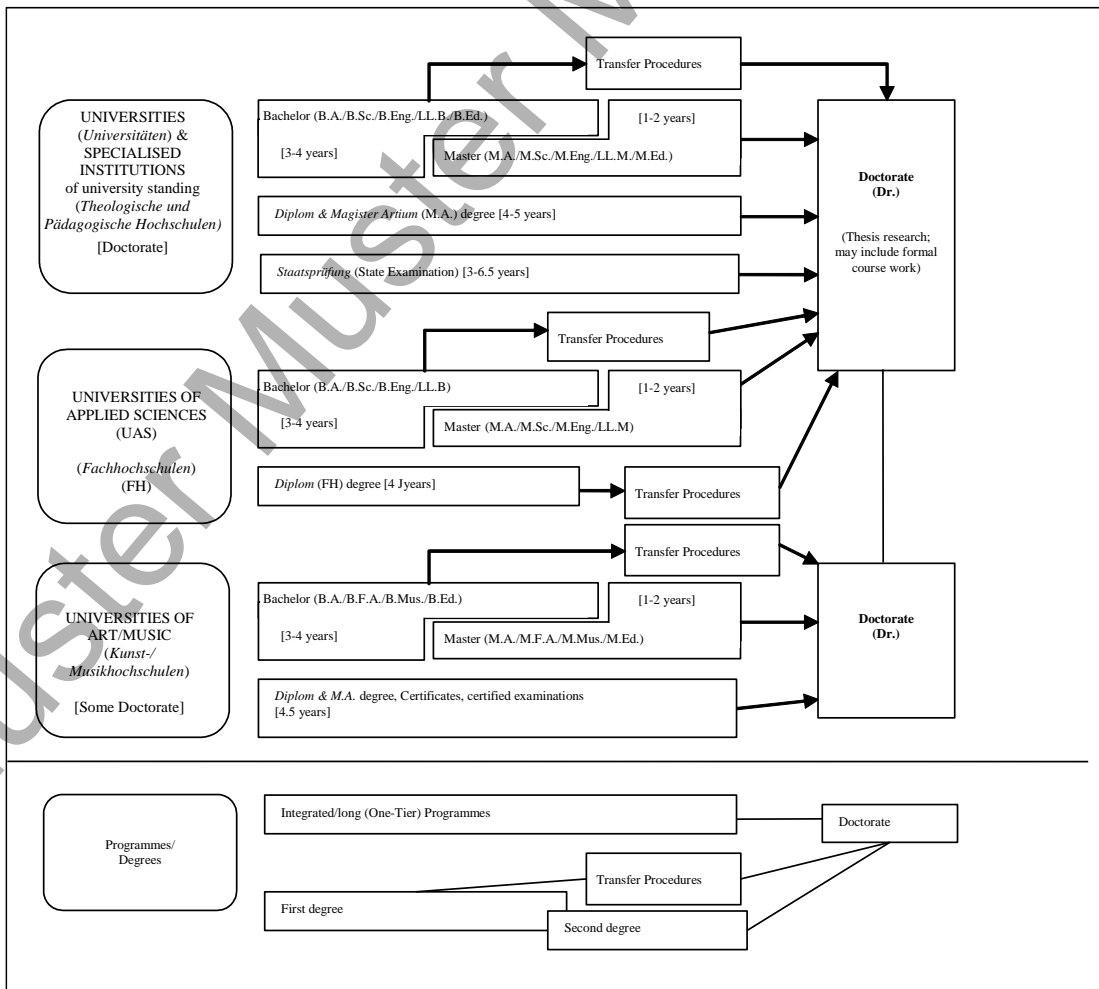 Transfer Procedures
UNIVERSITIES
(Universitäten) &
SPECIALISED
INSTITUTIONS
of university standing
(Theologische und
Pädagogische Hochschulen)
[Doctorate]
Bachelor (B.A./B.Sc./B.Eng./LL.B./B.Ed.)
[3-4 years]
[1-2 years]
Master (M.A./M.Sc./M.Eng./LL.M./M.Ed.)
Diplom & Magister Artium (M.A.) degree [4-5 years]
Staatsprüfung (State Examination) [3-6.5 years]
Doctorate
(Dr.)
(Thesis research;
may include formal
course work)
Transfer Procedures
UNIVERSITIES OF
APPLIED SCIENCES
(UAS)
(Fachhochschulen)
(FH)
Bachelor (B.A./B.Sc./B.Eng./LL.B)
[3-4 years]
[1-2 years]
Master (M.A./M.Sc./M.Eng./LL.M)
Diplom (FH) degree [4 Jyears]
Transfer Procedures
Transfer Procedures
UNIVERSITIES OF
ART/MUSIC
(Kunst-/
Musikhochschulen)
[Some Doctorate]
Bachelor (B.A./B.F.A./B.Mus./B.Ed.)
[3-4 years]
[1-2 years]
Master (M.A./M.F.A./M.Mus./M.Ed.)
Diplom & M.A. degree, Certificates, certified examinations
[4.5 years]
Doctorate
(Dr.)
Programmes/
Degrees
Integrated/long (One-Tier) Programmes
Doctorate
Transfer Procedures
First degree
Second degree
Muster Muster M